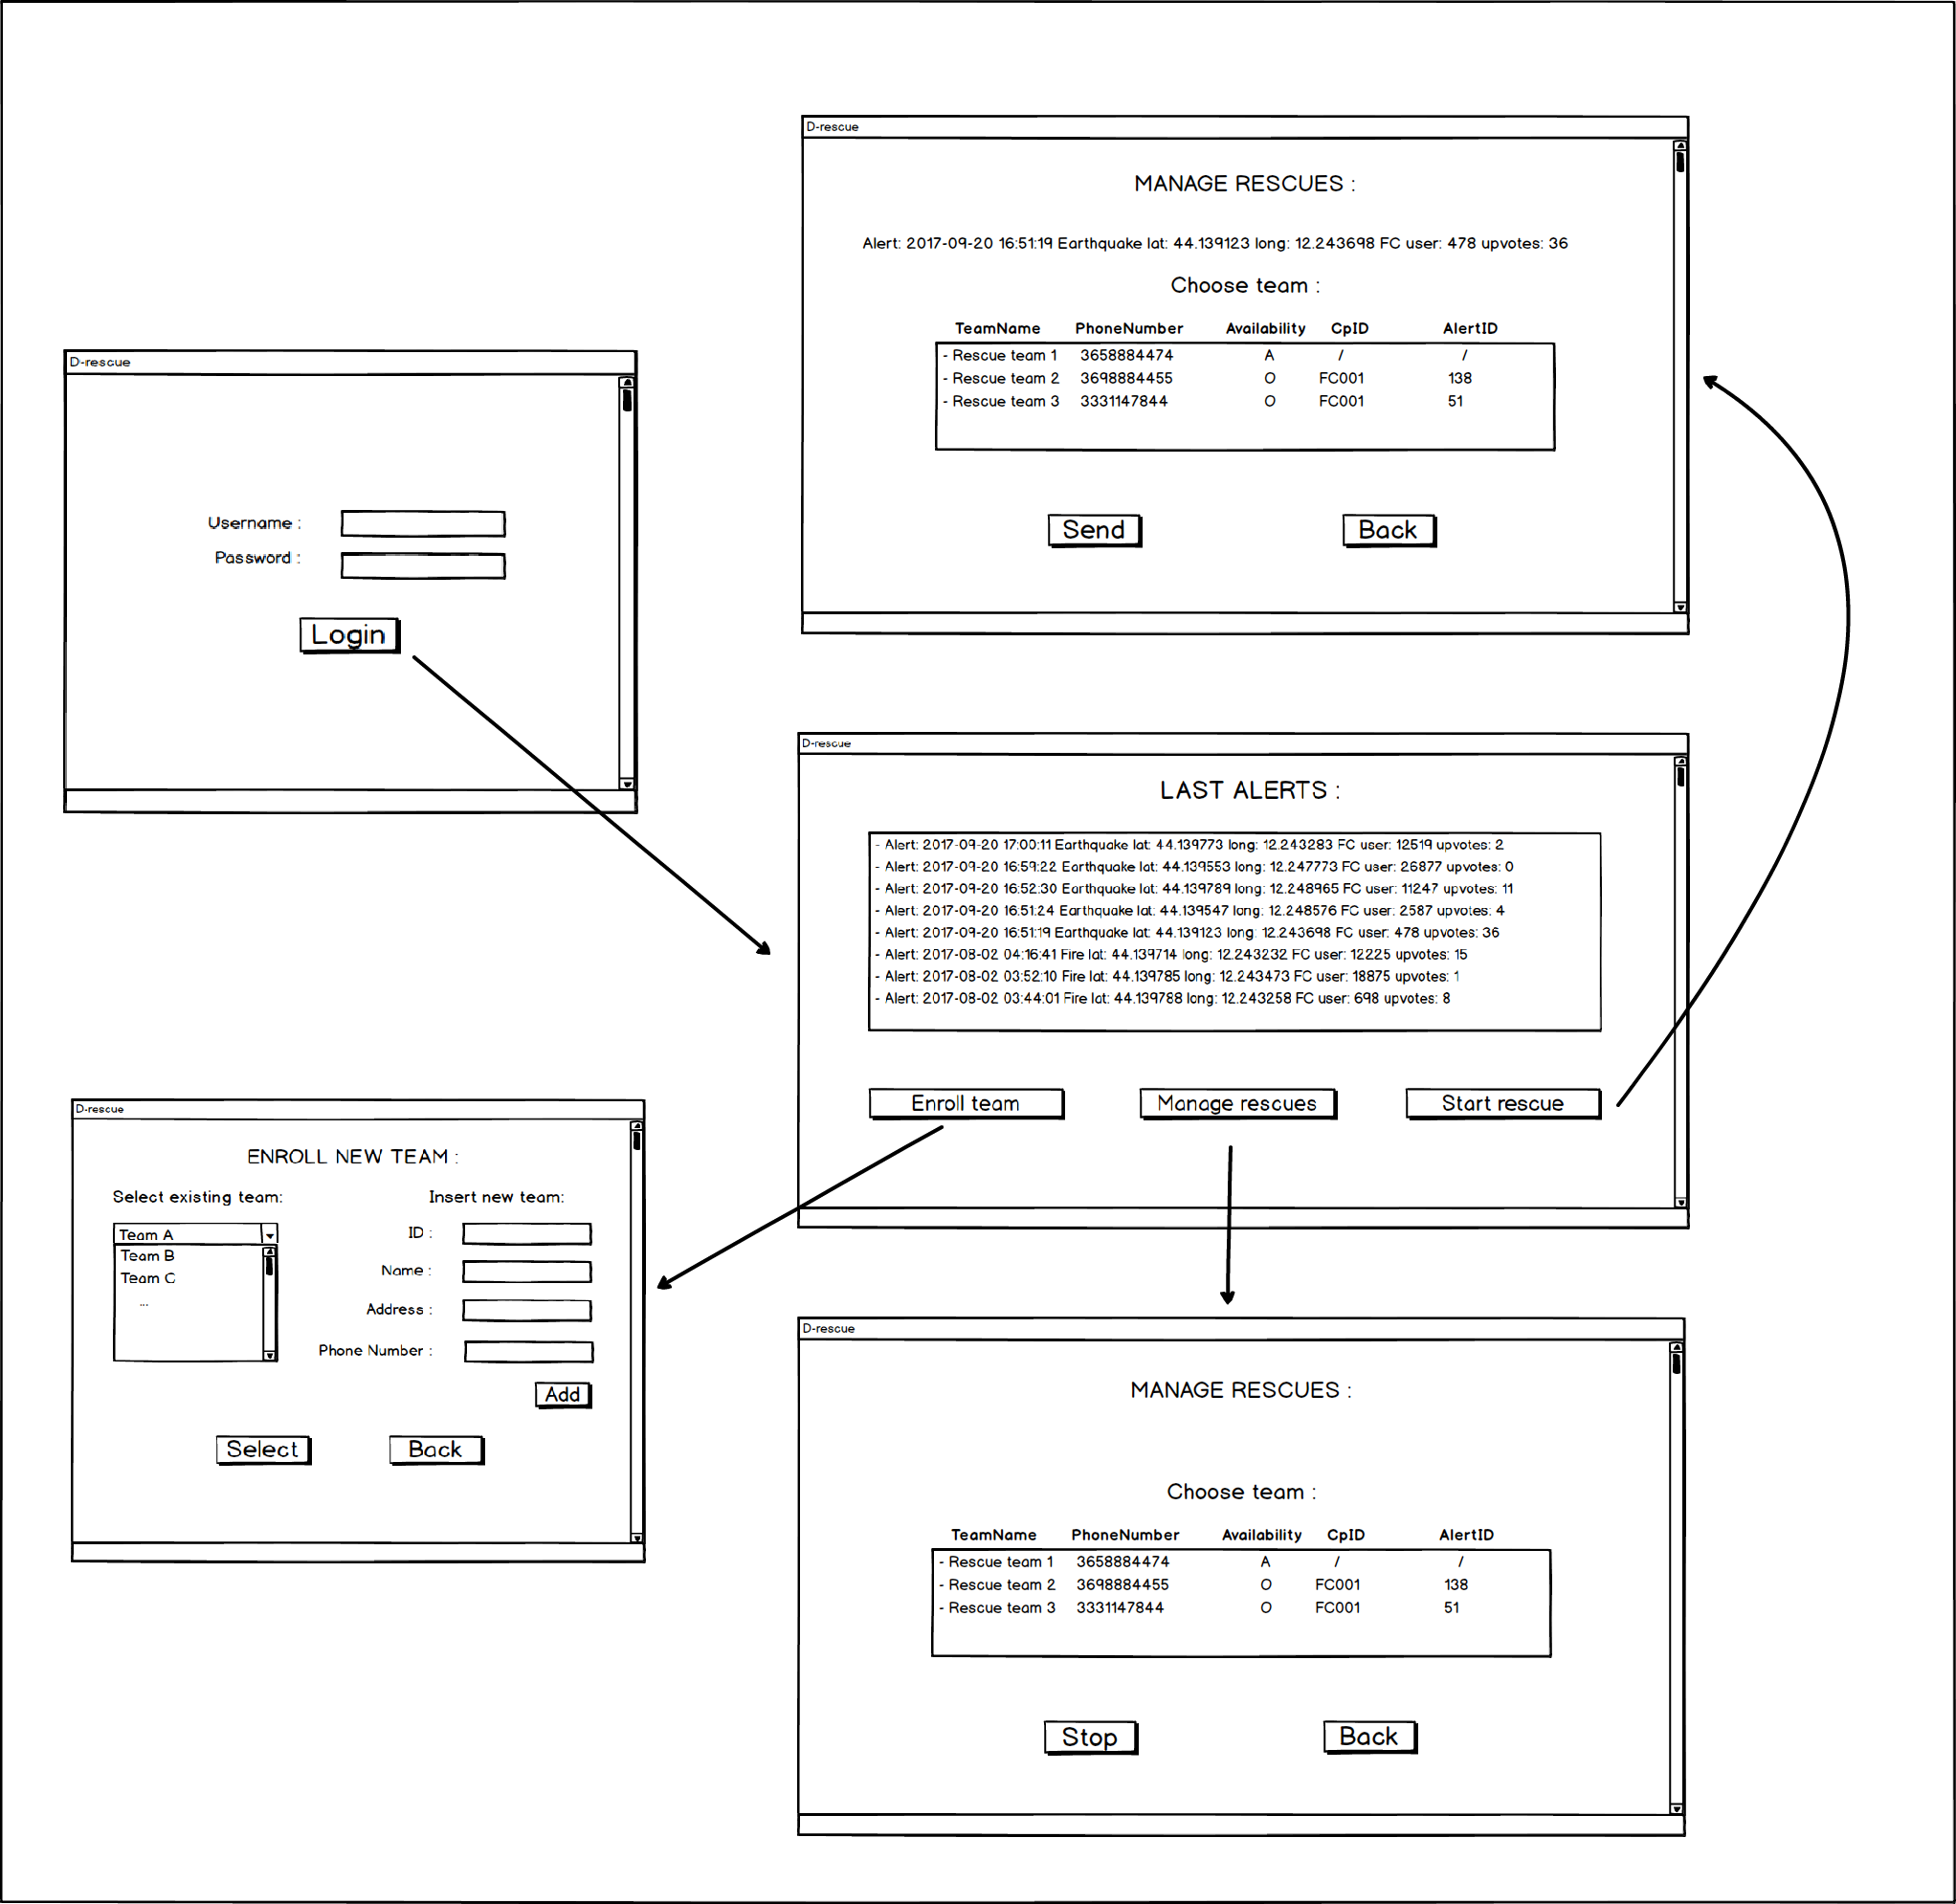 D-rescue
MANAGE RESCUES :
Alert: 2017-09-20 16:51:19 Earthquake lat: 44.139123 long: 12.243698 FC user: 478 upvotes: 36
Choose team :
TeamName PhoneNumber Availability CpID AlertID
- Rescue team 1 3658884474 A / /
- Rescue team 2 3698884455 O FC001 138
- Rescue team 3 3331147844 O FC001 51
Send Back
D-rescue
Username :
Password :
Login
D-rescue
LAST ALERTS :
- Alert: 2017-09-20 17:00:11 Earthquake lat: 44.139773 long: 12.243283 FC user: 12519 upvotes: 2
- Alert: 2017-09-20 16:59:22 Earthquake lat: 44.139553 long: 12.247773 FC user: 26877 upvotes: 0
- Alert: 2017-09-20 16:52:30 Earthquake lat: 44.139789 long: 12.248965 FC user: 11247 upvotes: 11
- Alert: 2017-09-20 16:51:24 Earthquake lat: 44.139547 long: 12.248576 FC user: 2587 upvotes: 4
- Alert: 2017-09-20 16:51:19 Earthquake lat: 44.139123 long: 12.243698 FC user: 478 upvotes: 36
- Alert: 2017-08-02 04:16:41 Fire lat: 44.139714 long: 12.243232 FC user: 12225 upvotes: 15
- Alert: 2017-08-02 03:52:10 Fire lat: 44.139785 long: 12.243473 FC user: 18875 upvotes: 1
- Alert: 2017-08-02 03:44:01 Fire lat: 44.139788 long: 12.243258 FC user: 698 upvotes: 8
Enroll team Manage rescues Start rescue
D-rescue
ENROLL NEW TEAM :
Select existing team:
Team A
Team B
Team C
...
Insert new team:
ID :
Name :
Address :
Phone Number :
Add
Select Back
D-rescue
MANAGE RESCUES :
Choose team :
TeamName PhoneNumber Availability CpID AlertID
- Rescue team 1 3658884474 A / /
- Rescue team 2 3698884455 O FC001 138
- Rescue team 3 3331147844 O FC001 51
Stop Back